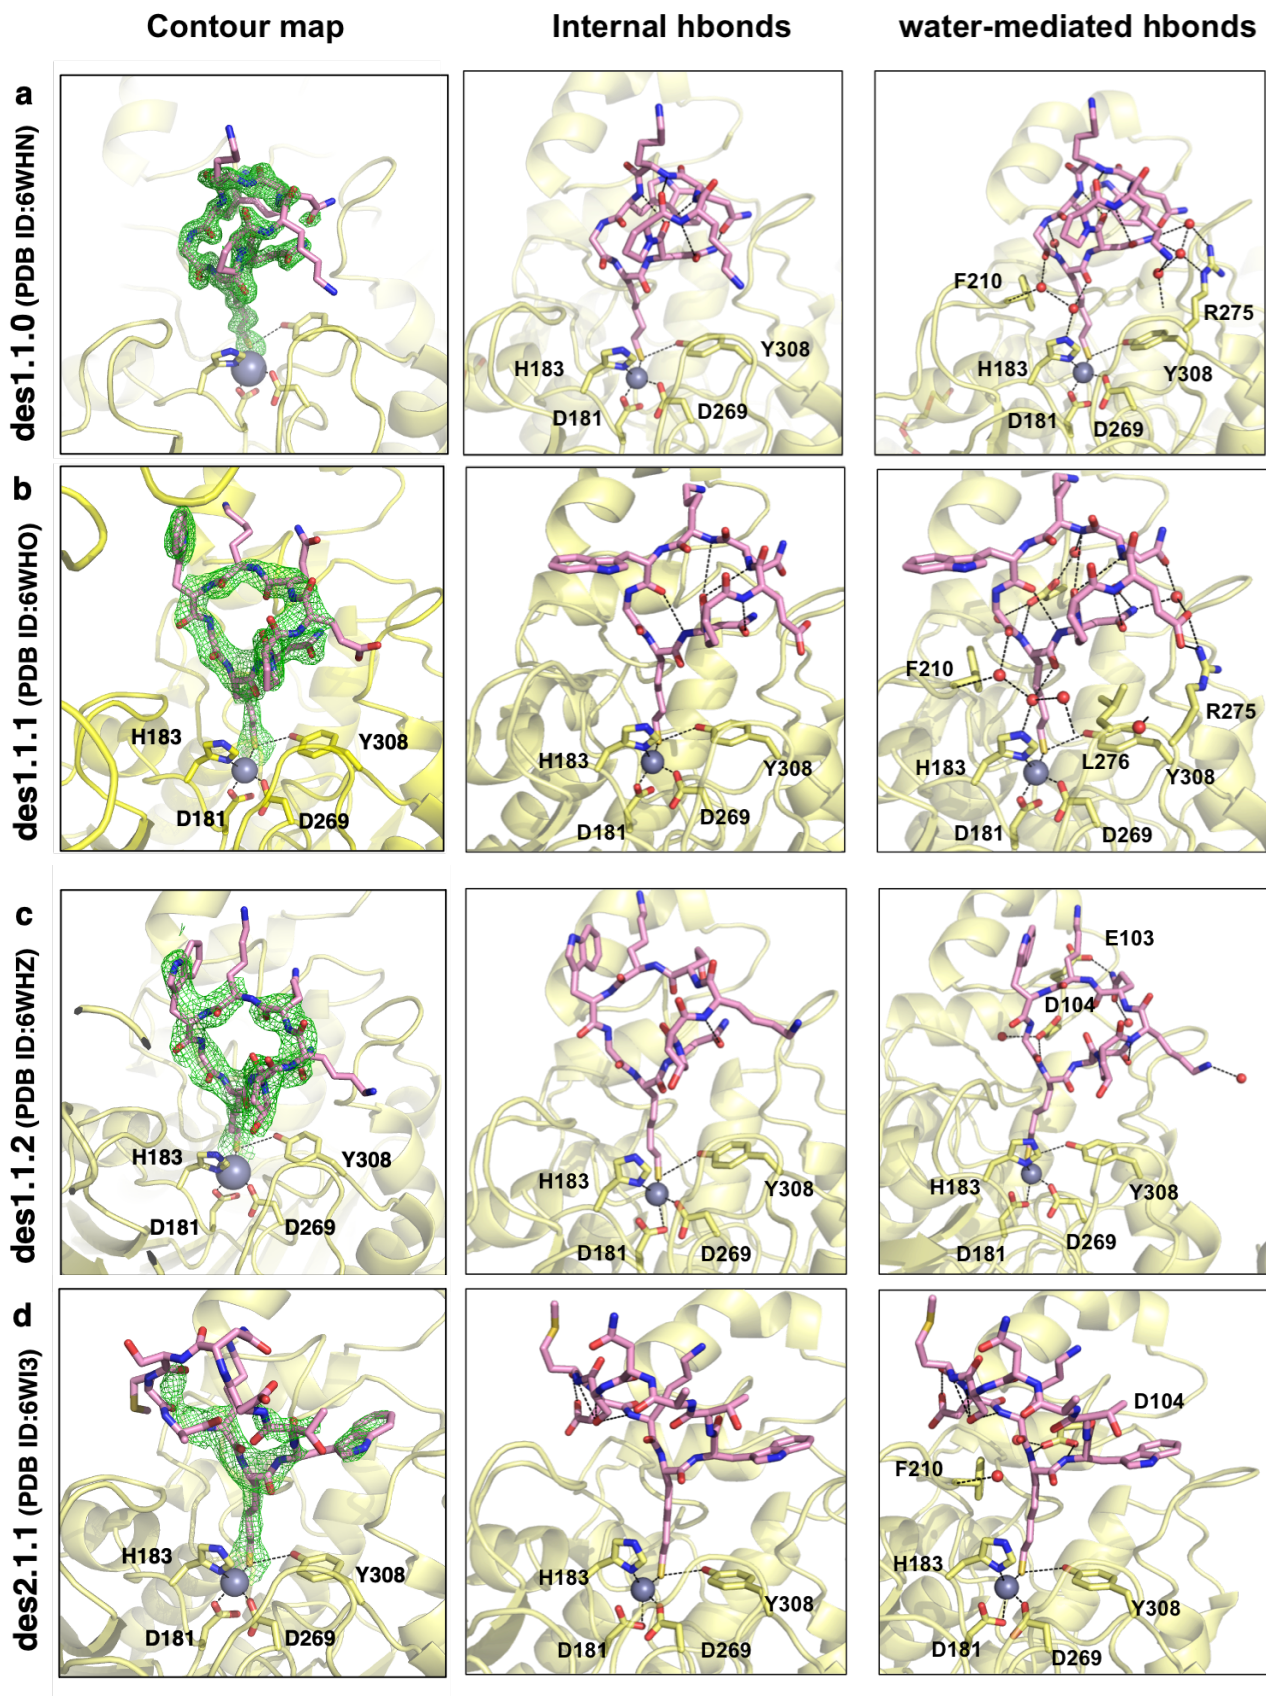 Contour map
Internal hbonds
water-mediated hbonds
a
des1.1.0 (PDB ID:6WHN)
H183
D181
D269
Y308
F210
H183
D181
D269
Y308
R275
b
des1.1.1 (PDB ID:6WHO)
H183
D181
D269
Y308
H183
D181
D269
Y308
F210
H183
D181
D269
L276
Y308
R275
c
des1.1.2 (PDB ID:6WHZ)
H183
D181
D269
Y308
H183
D181
D269
Y308
E103
D104
H183
D181
D269
Y308
d
des2.1.1 (PDB ID:6WI3)
H183
D181
D269
Y308
H183
D181
D269
Y308
D104
F210
H183
D181
D269
Y308